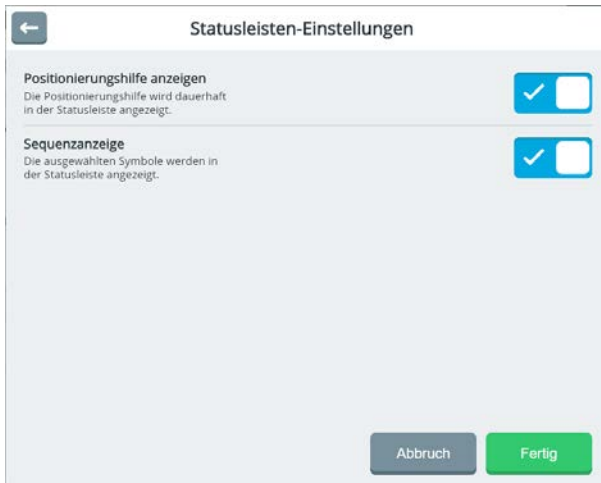 Statusleisten-Einstellungen
Positionierungshilfe anzeigen
Die Positionierungshilfe wird dauerhaft
in der Statusleiste angezeigt.
Sequenzanzeige
Die ausgewählten Symbole werden in
der Statusleiste angezeigt.
Abbruch
Fertig